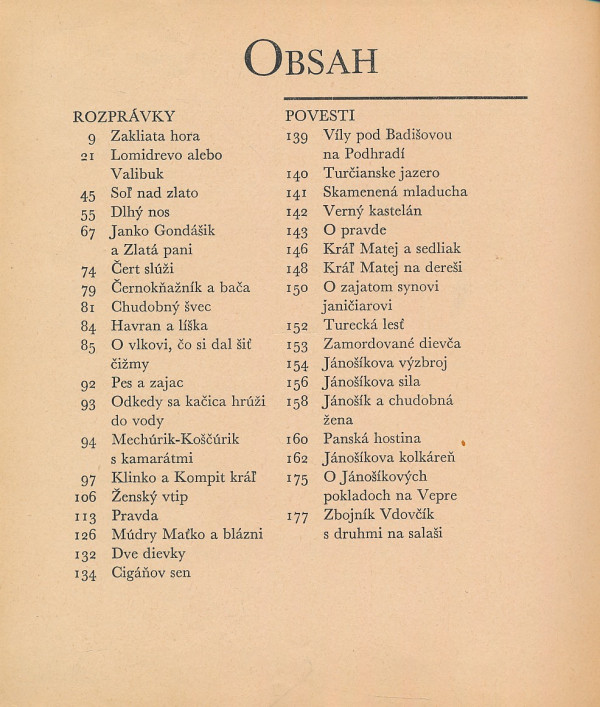 OBSAH
ROZPRÁVKY
9 Zakliata hora
21 Lomidrevo alebo
Valibuk
45 Soľ nad zlato
55 Dlhý nos
67 Janko Gondášik
a Zlatá pani
74 Čert slúži
79 Černokňažník a bača
81 Chudobný švec
84 Havran a líška
85 O vlkovi, čo si dal šiť
čižmy
92 Pes a zajac
93 Odkedy sa kačica hrúži
do vody
94 Mechúrik-Koščúrik
s kamarátmi
97 Klinko a Kompit kráľ
106 Ženský vtip
113 Pravda
126 Múdry Maťko a blázni
132 Dve dievky
134 Cigáňov sen
POVESTI
139 Víly pod Badišovou
na Podhradí
140 Turčianske jazero
141 Skamenená mladucha
142 Verný kastelán
143 O pravde
146 Kráľ Matej a sedliak
148 Kráľ Matej na dereši
150 O zajatom synovi
janičiarovi
152 Turecká lesť
153 Zamordované dievča
154 Jánošíkova výzbroj
156 Jánošíkova sila
158 Jánošík a chudobná
žena
160 Panská hostina
162 Jánošíkova kolkáreň
175 O Jánošíkových
pokladoch na Vepre
177 Zbojník Vdovčík
s druhmi na salaši